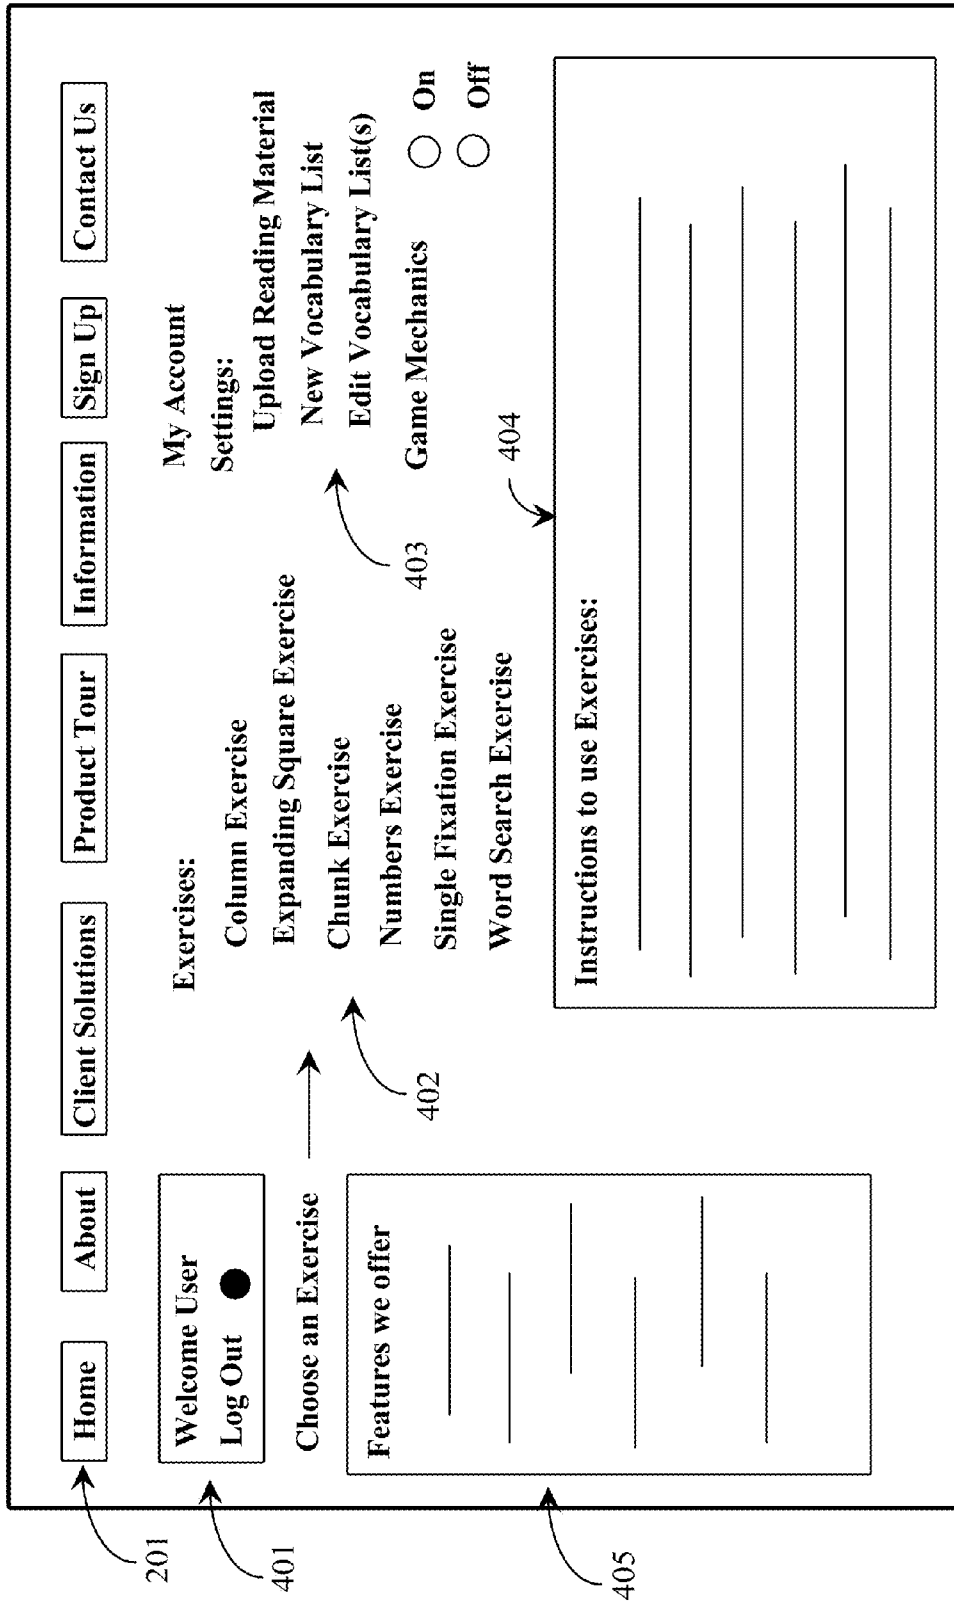 Home
About
Client Solutions
Product Tour
Information
Sign Up
Contact Us
201
Welcome User
Log Out
401
Choose an Exercise
Exercises:
Column Exercise
Expanding Square Exercise
Chunk Exercise
Numbers Exercise
Single Fixation Exercise
Word Search Exercise
402
My Account
Settings:
Upload Reading Material
New Vocabulary List
Edit Vocabulary List(s)
Game Mechanics
On
Off
403
Features we offer
405
Instructions to use Exercises:
404